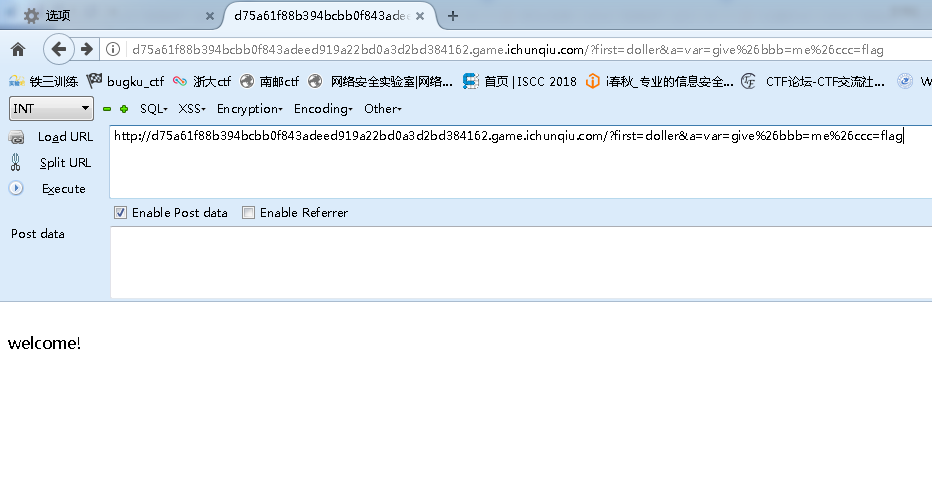 选项
d75a61f88b394bcbb0f843adee
d75a61f88b394bcbb0f843adeed919a22bd0a3d2bd384162.game.ichunqiu.com/?first=doller&a=var=give%26bbb=me%26ccc=flag
铁三训练 bugku_ctf 浙大ctf 南邮ctf 网络安全实验室|网络... 首页 | ISCC 2018 i春秋_专业的信息安全... CTF论坛-CTF交流社... W
INT SQL XSS Encryption Encoding Other
Load URL http://d75a61f88b394bcbb0f843adeed919a22bd0a3d2bd384162.game.ichunqiu.com/?first=doller&a=var=give%26bbb=me%26ccc=flag
Split URL
Execute
Enable Post data Enable Referrer
Post data
welcome!